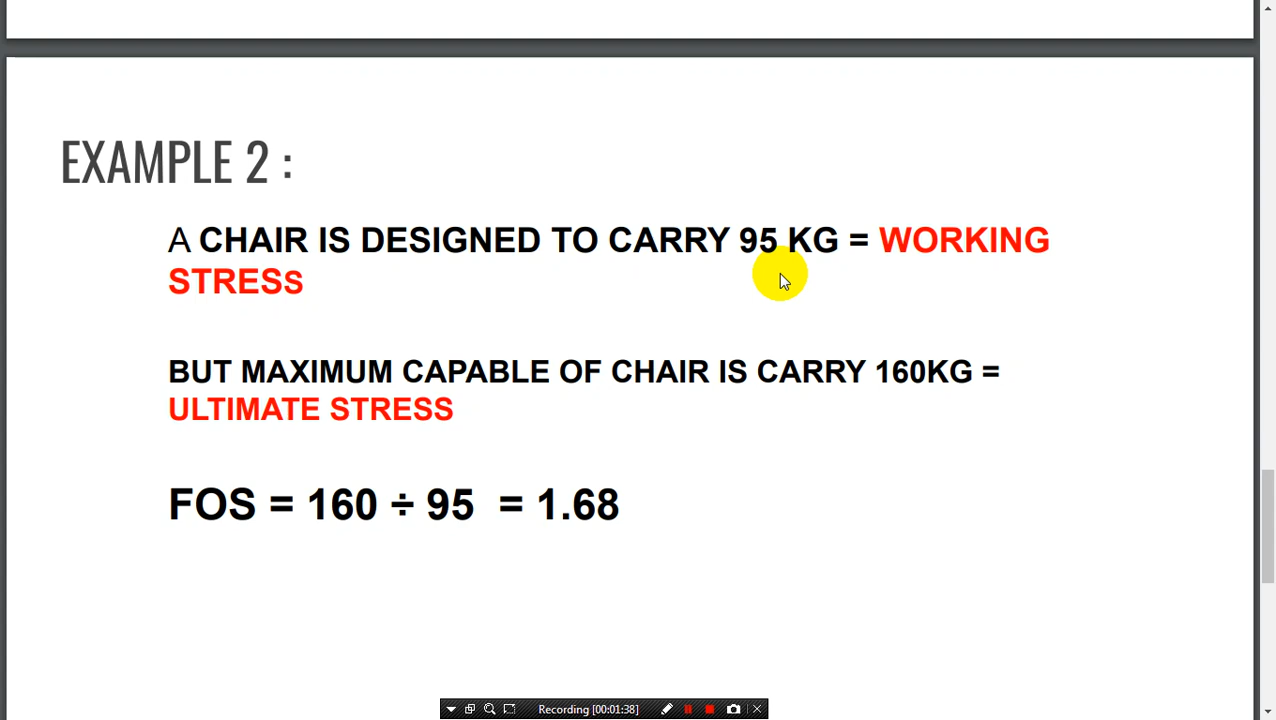 EXAMPLE 2 :
A CHAIR IS DESIGNED TO CARRY 95 KG = WORKING
STRESS
BUT MAXIMUM CAPABLE OF CHAIR IS CARRY 160KG =
ULTIMATE STRESS
FOS = 160 ÷ 95 = 1.68
Recording [00:01:38]